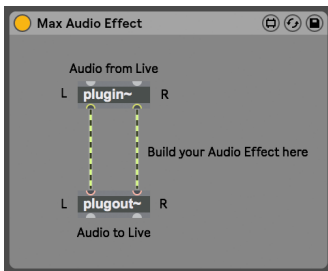 Max Audio Effect
Audio from Live
L plugin~ R
Build your Audio Effect here
L plugout~ R
Audio to Live